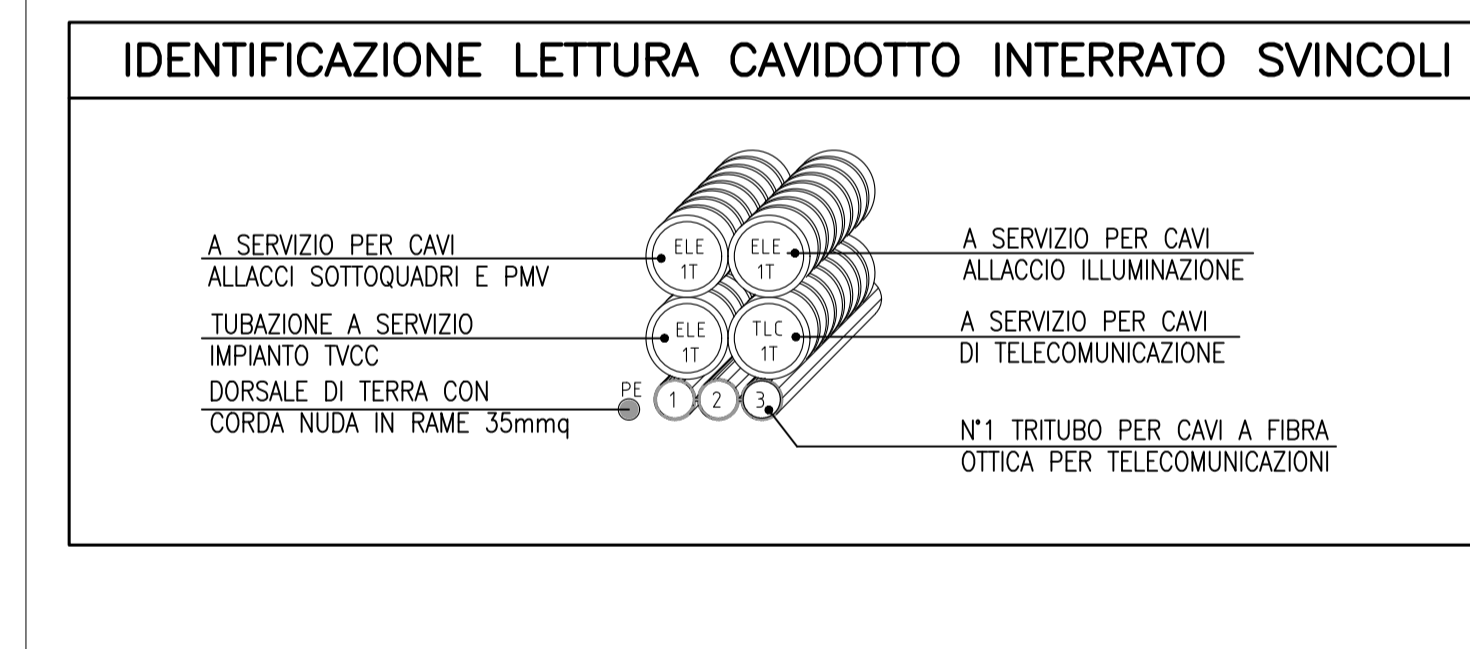 IDENTIFICAZIONE LETTURA CAVIDOTTO INTERRATO SVINCOLI
A SERVIZIO PER CAVI
ALLACCI SOTTOQUADRI E PMV
TUBAZIONE A SERVIZIO
IMPIANTO TVCC
DORSALE DI TERRA CON
CORDA NUDA IN RAME 35mmq
ELE
1T
ELE
1T
ELE
1T
TLC
1T
PE
1
2
3
A SERVIZIO PER CAVI
ALLACCIO ILLUMINAZIONE
A SERVIZIO PER CAVI
DI TELECOMUNICAZIONE
N°1 TRITUBO PER CAVI A FIBRA
OTTICA PER TELECOMUNICAZIONI